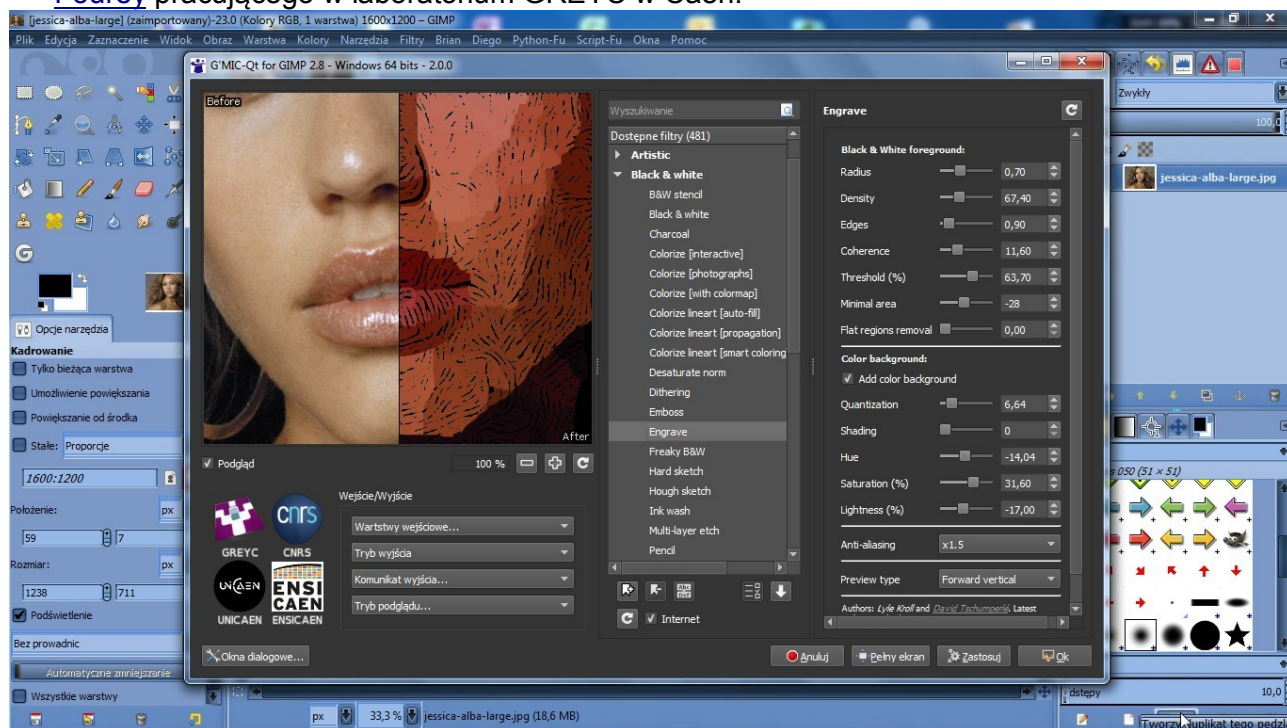 Fourcy pracującego w laboratorium GREYC w Caen.
[jessica-alba-large] (zaimportowany)-23.0 (Kolory RGB, 1 warstwa) 1600x1200 – GIMP
Plik Edycja Zaznaczenie Widok Obraz Warstwa Kolory Narzędzia Filtry Brian Diego Python-Fu Script-Fu Okna Pomoc
G'MIC-Qt for GIMP 2.8 - Windows 64 bits - 2.0.0
Before
After
Podgląd
100 %
GREYC
cnrs
CNRS
UNICAEN
UNICAEN
ENSI
CAEN
ENSICAEN
Wejście/Wyjście
Wartstwy wejściowe...
Tryb wyjścia
Komunikat wyjścia...
Tryb podglądu...
Okna dialogowe...
Wyszukiwanie
Dostępne filtry (481)
Artistic
Black & white
B&W stencil
Black & white
Charcoal
Colorize [interactive]
Colorize [photographs]
Colorize [with colormap]
Colorize lineart [auto-fill]
Colorize lineart [propagation]
Colorize lineart [smart coloring
Desaturate norm
Dithering
Emboss
Engrave
Freaky B&W
Hard sketch
Hough sketch
Ink wash
Multi-layer etch
Pencil
Internet
Engrave
Black & White foreground:
Radius 0,70
Density 67,40
Edges 0,90
Coherence 11,60
Threshold (%) 63,70
Minimal area -28
Flat regions removal 0,00
Color background:
Add color background
Quantization 6,64
Shading 0
Hue -14,04
Saturation (%) 31,60
Lightness (%) -17,00
Anti-aliasing x1.5
Preview type Forward vertical
Authors: Lyle Kroll and David Tschumperlé. Latest
Anuluj
Pełny ekran
Zastosuj
Ok
Opcje narzędzia
Kadrowanie
Tylko bieżąca warstwa
Umożliwienie powiększania
Powiększanie od środka
Stałe: Proporcje
1600:1200
Położenie: px
59 7
Rozmiar: px
1238 711
Podświetlenie
Bez prowadnic
Automatyczne zmniejszanie
Wszystkie warstwy
px 33,3 % jessica-alba-large.jpg (18,6 MB)
Zwykły
100,0
jessica-alba-large.jpg
s 050 (51 × 51)
dstępy 10,0
Tworzy duplikat tego pędzl